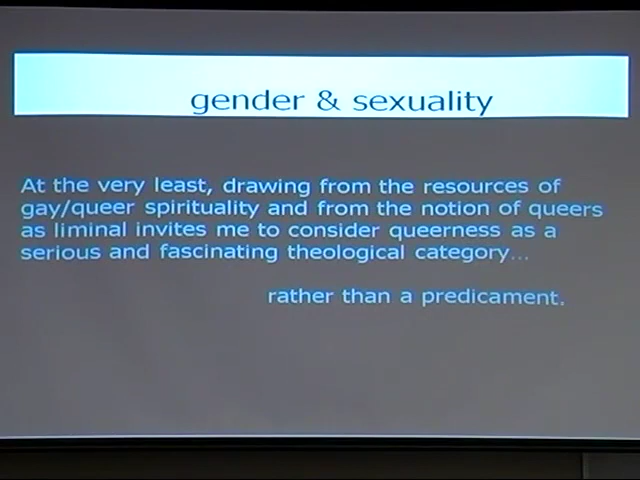 gender & sexuality
At the very least, drawing from the resources of
gay/queer spirituality and from the notion of queers
as liminal invites me to consider queerness as a
serious and fascinating theological category...
rather than a predicament.